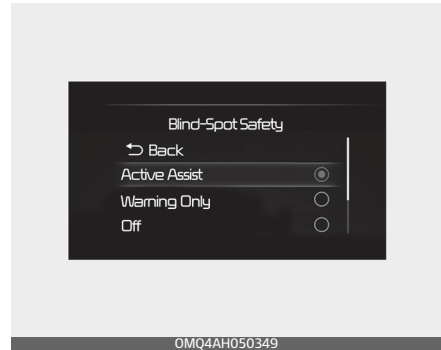 Blind-Spot Safety
Back
Active Assist
Warning Only
Off
OMQ4AH050349